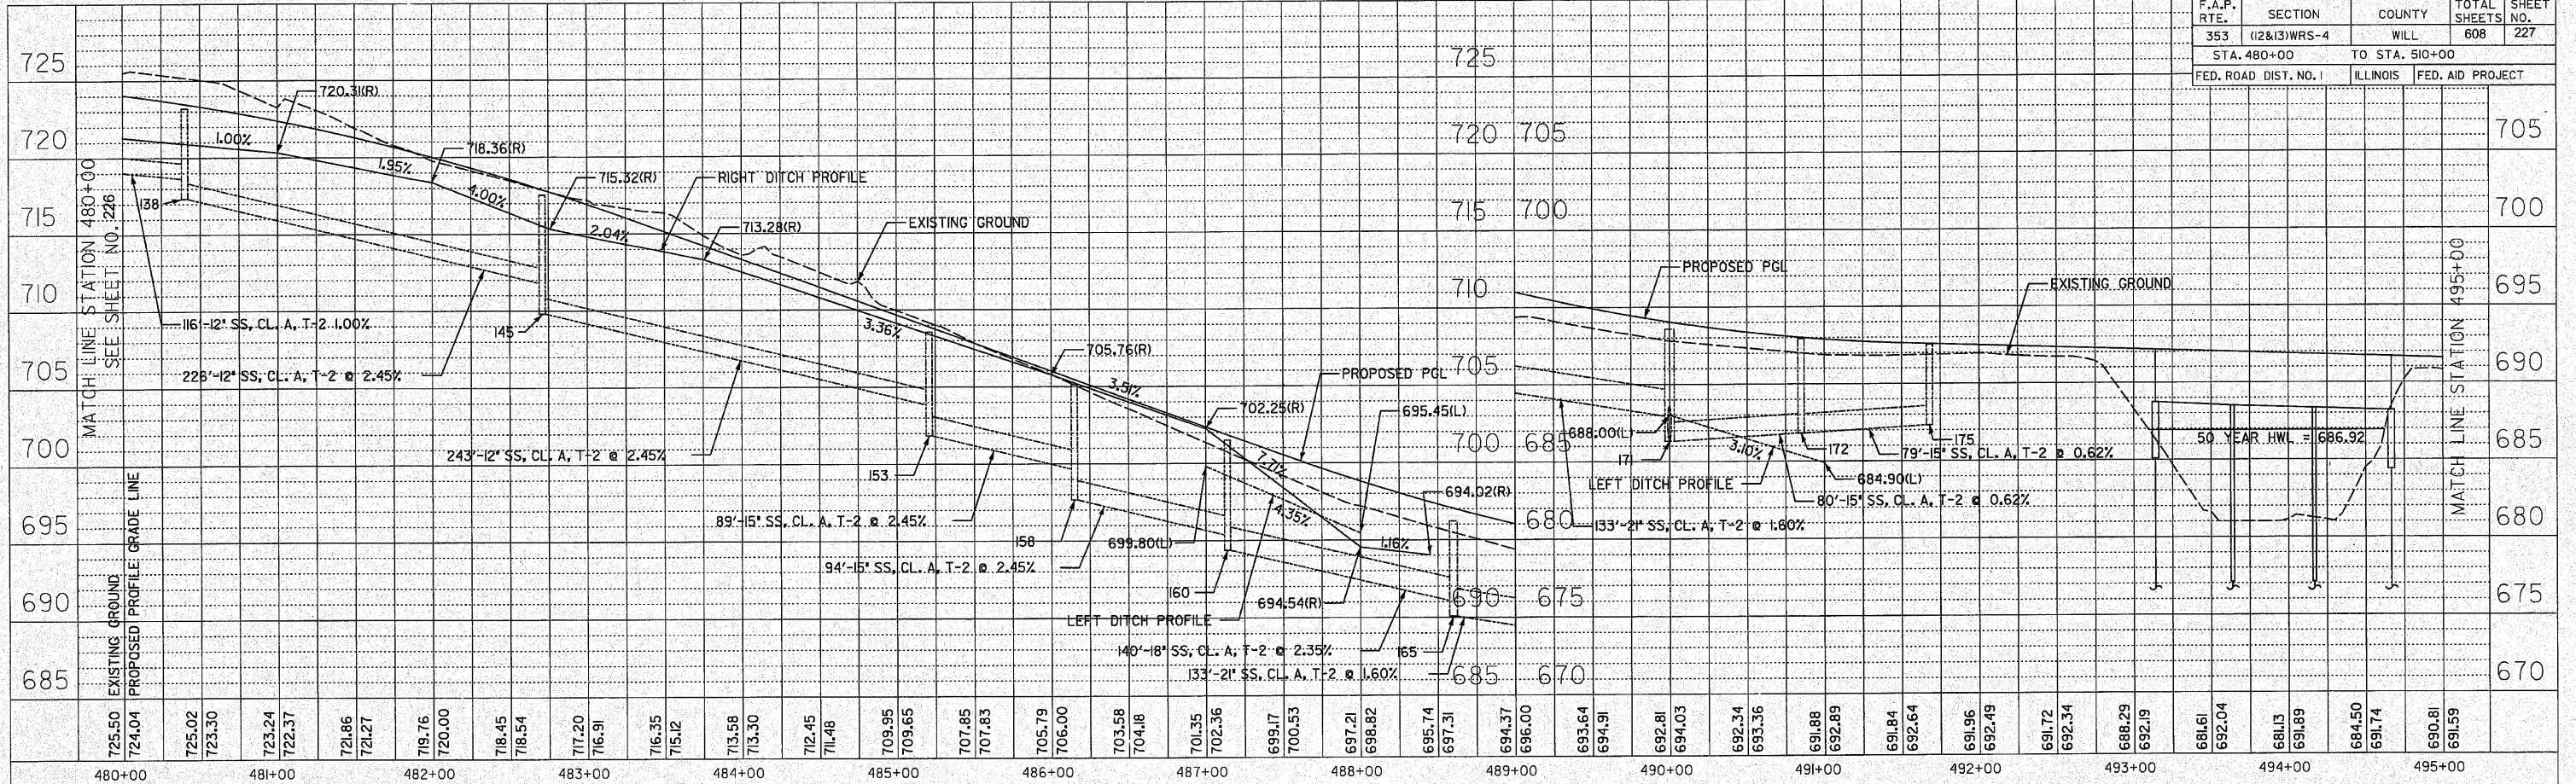 F.A.P. RTE. SECTION COUNTY TOTAL SHEETS SHEET NO.
353 (12&13)WRS-4 WILL 608 227
STA. 480+00 TO STA. 510+00
FED. ROAD DIST. NO. 1 ILLINOIS FED. AID PROJECT
725
720
715
710
705
700
695
690
685
MATCH LINE STATION 480+00
SEE SHEET NO. 226
EXISTING GROUND
PROPOSED PROFILE GRADE LINE
720.31(R)
1.00%
1.95%
718.36(R)
4.00%
715.32(R)
RIGHT DITCH PROFILE
2.04%
713.28(R)
EXISTING GROUND
138
116'-12" SS, CL. A, T-2 1.00%
145
226'-12" SS, CL. A, T-2 @ 2.45%
3.36%
705.76(R)
3.51%
PROPOSED PGL
702.25(R)
695.45(L)
243'-12" SS, CL. A, T-2 @ 2.45%
153
7.71%
694.02(R)
4.35%
89'-15" SS, CL. A, T-2 @ 2.45%
158
699.80(L)
1.16%
94'-15" SS, CL. A, T-2 @ 2.45%
160
694.54(R)
LEFT DITCH PROFILE
140'-18" SS, CL. A, T-2 @ 2.35%
165
133'-21" SS, CL. A, T-2 @ 1.60%
725
720
715
710
705
700
690
685
705
700
685
680
675
670
PROPOSED PGL
EXISTING GROUND
688.00(L)
171
3.10%
172
175
79'-15" SS, CL. A, T-2 @ 0.62%
LEFT DITCH PROFILE
684.90(L)
80'-15" SS, CL. A, T-2 @ 0.62%
133'-21" SS, CL. A, T-2 @ 1.60%
50 YEAR HWL = 686.92
MATCH LINE STATION 495+00
705
700
695
690
685
680
675
670
725.50 725.02 723.24 721.86 719.76 718.45 717.20 716.35 713.58 712.45 709.95 707.85 705.79 703.58 701.35 699.17 697.21 695.74 694.37 693.64 692.81 692.34 691.88 691.84 691.96 691.72 688.29 681.61 681.13 684.50 690.81
724.04 723.30 722.37 721.27 720.00 718.54 716.91 715.12 713.30 711.48 709.65 707.83 706.00 704.18 702.36 700.53 698.82 697.31 696.00 694.91 694.03 693.36 692.89 692.64 692.49 692.34 692.19 692.04 691.89 691.74 691.59
480+00 481+00 482+00 483+00 484+00 485+00 486+00 487+00 488+00 489+00 490+00 491+00 492+00 493+00 494+00 495+00